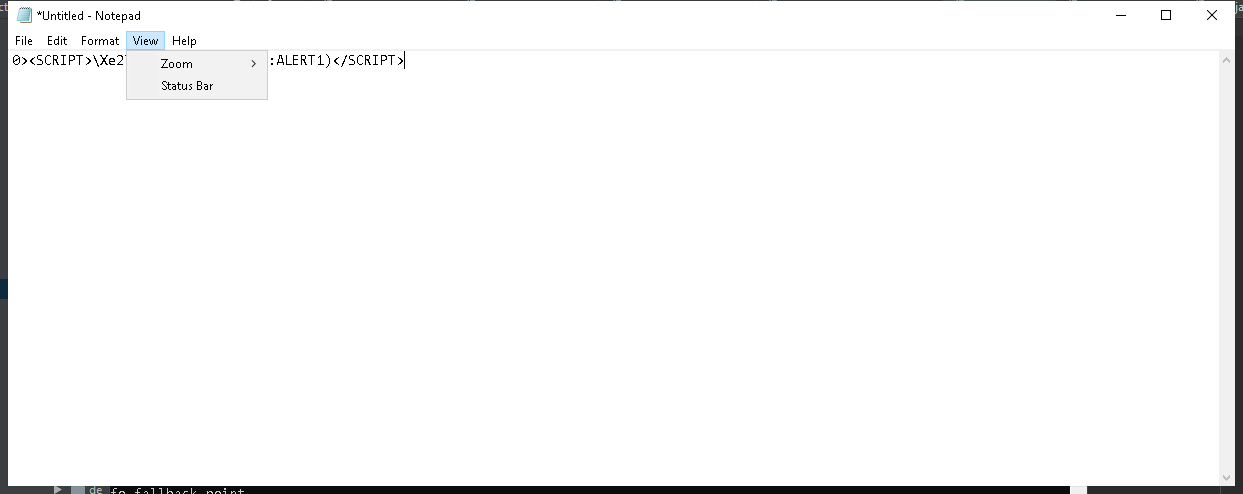 *Untitled - Notepad
File Edit Format View Help
0><SCRIPT>\Xe2 :ALERT1)</SCRIPT>
Zoom
Status Bar
de fo fallback point